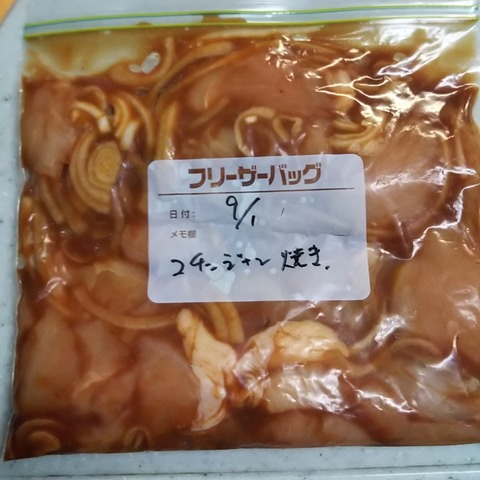 フリーザーバッグ
日付: 9/1
メモ欄
コチュジャン焼き.